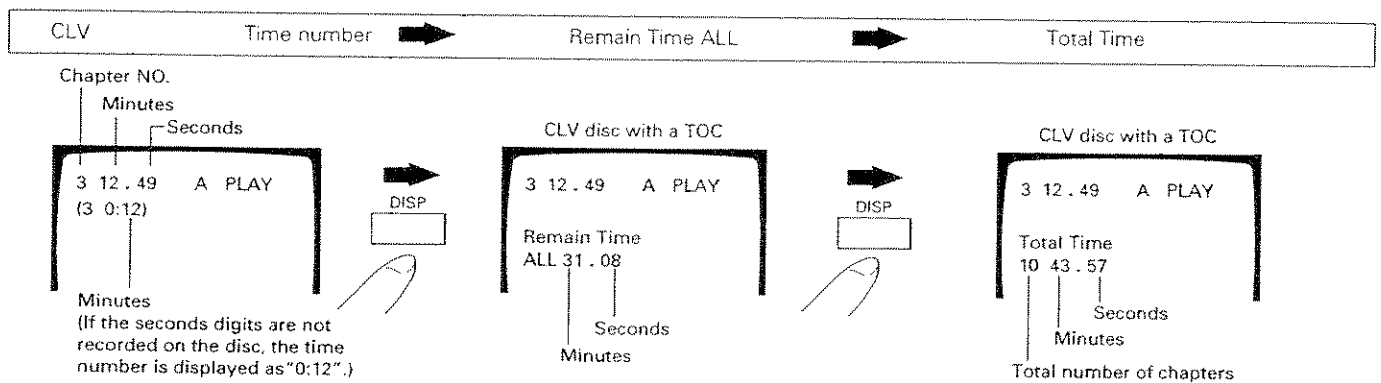 CLV Time number Remain Time ALL Total Time
Chapter NO.
Minutes
Seconds
3 12.49 A PLAY
(3 0:12)
Minutes
(If the seconds digits are not
recorded on the disc, the time
number is displayed as "0:12".)
DISP
CLV disc with a TOC
3 12.49 A PLAY
Remain Time
ALL 31.08
Seconds
Minutes
DISP
CLV disc with a TOC
3 12.49 A PLAY
Total Time
10 43.57
Seconds
Minutes
Total number of chapters